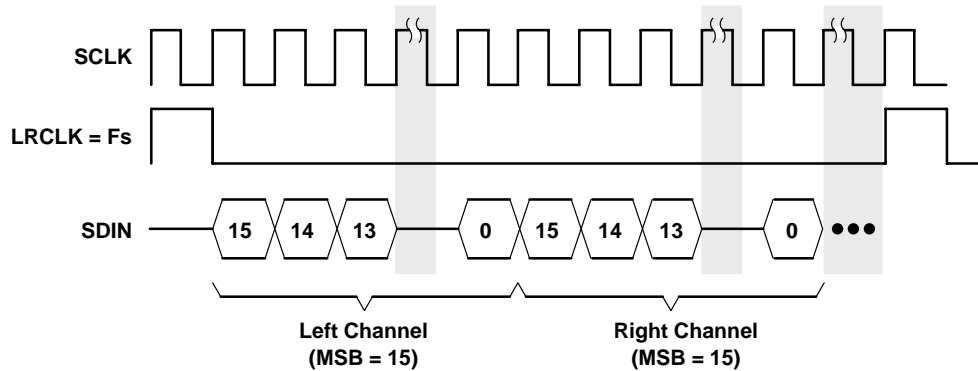 SCLK
LRCLK = Fs
SDIN
15 14 13 0 15 14 13 0
Left Channel
(MSB = 15)
Right Channel
(MSB = 15)